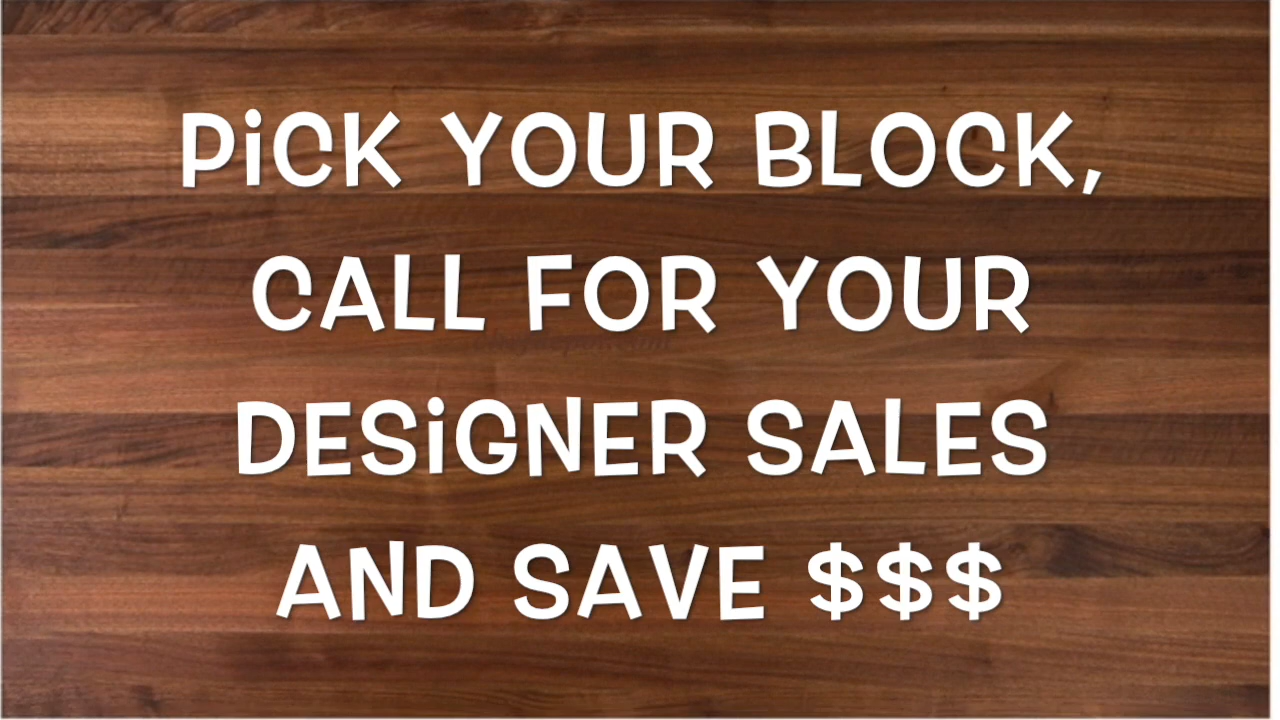 PiCK YOUR BLOCK,
CALL FOR YOUR
DESiGNER SALES
AND SAVE $$$